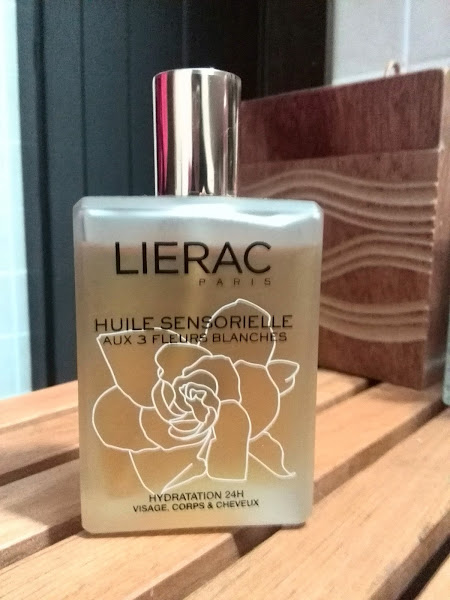 LIERAC
PARIS
HUILE SENSORIELLE
AUX 3 FLEURS BLANCHES
HYDRATATION 24H
VISAGE, CORPS & CHEVEUX